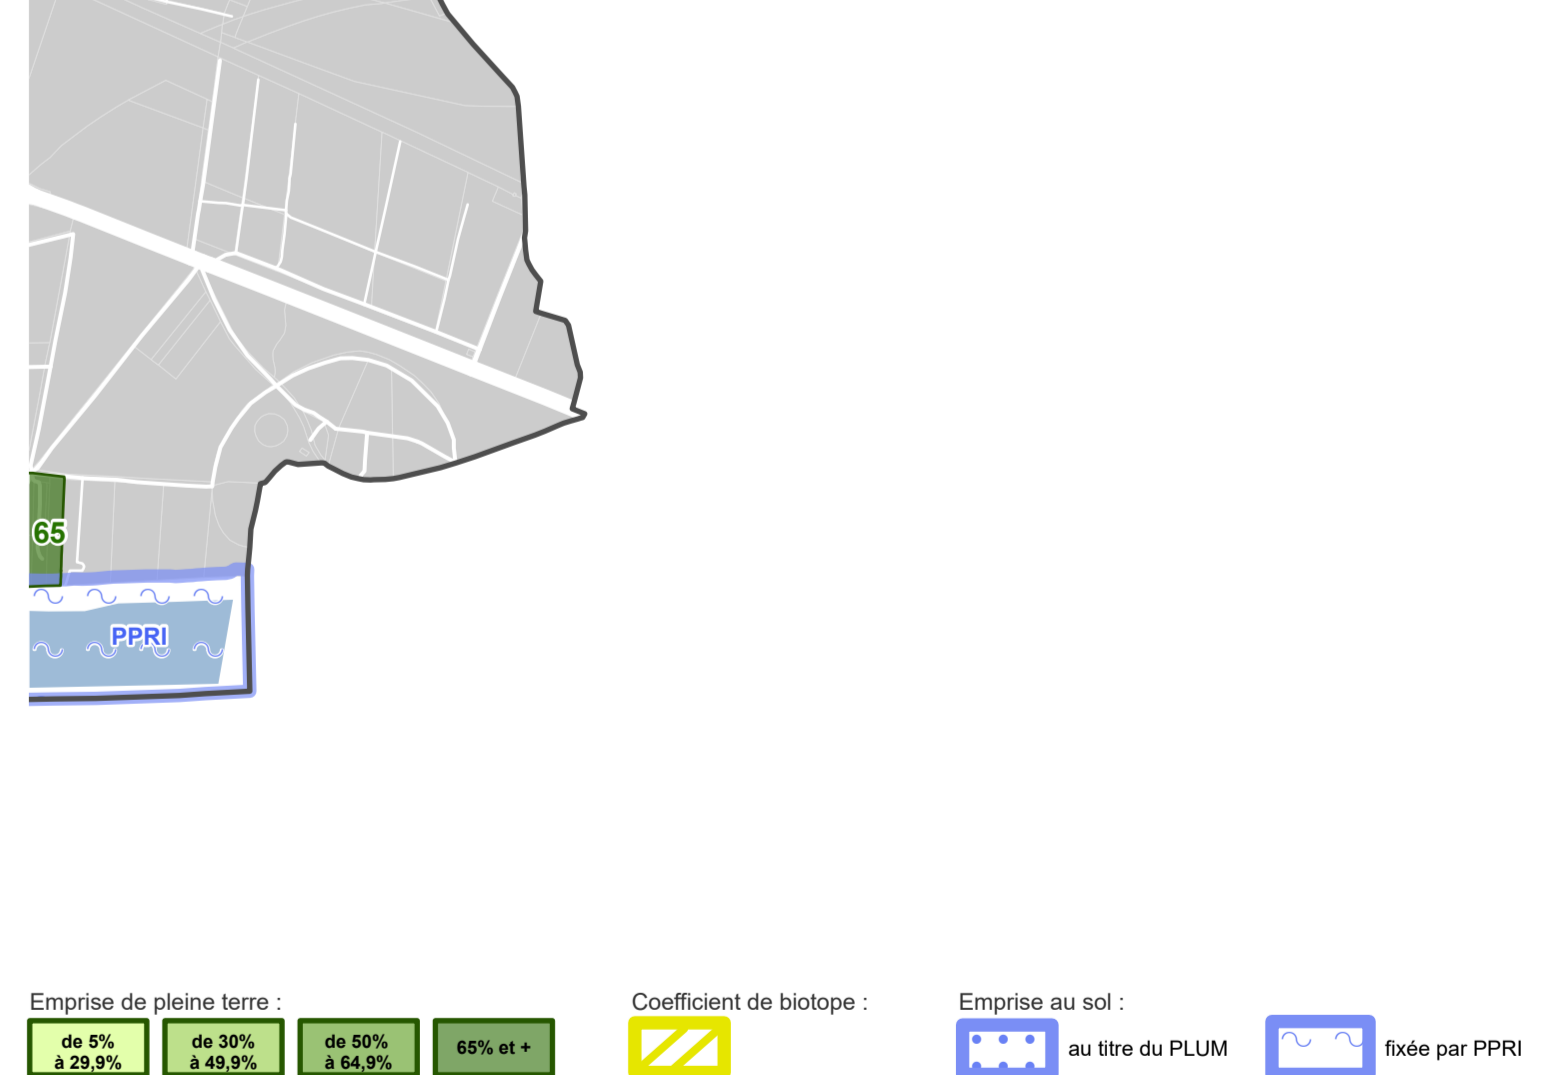 65
PPRI
Emprise de pleine terre :
Coefficient de biotope :
Emprise au sol :
de 5%
à 29,9%
de 30%
à 49,9%
de 50%
à 64,9%
65% et +
au titre du PLUM
fixée par PPRI